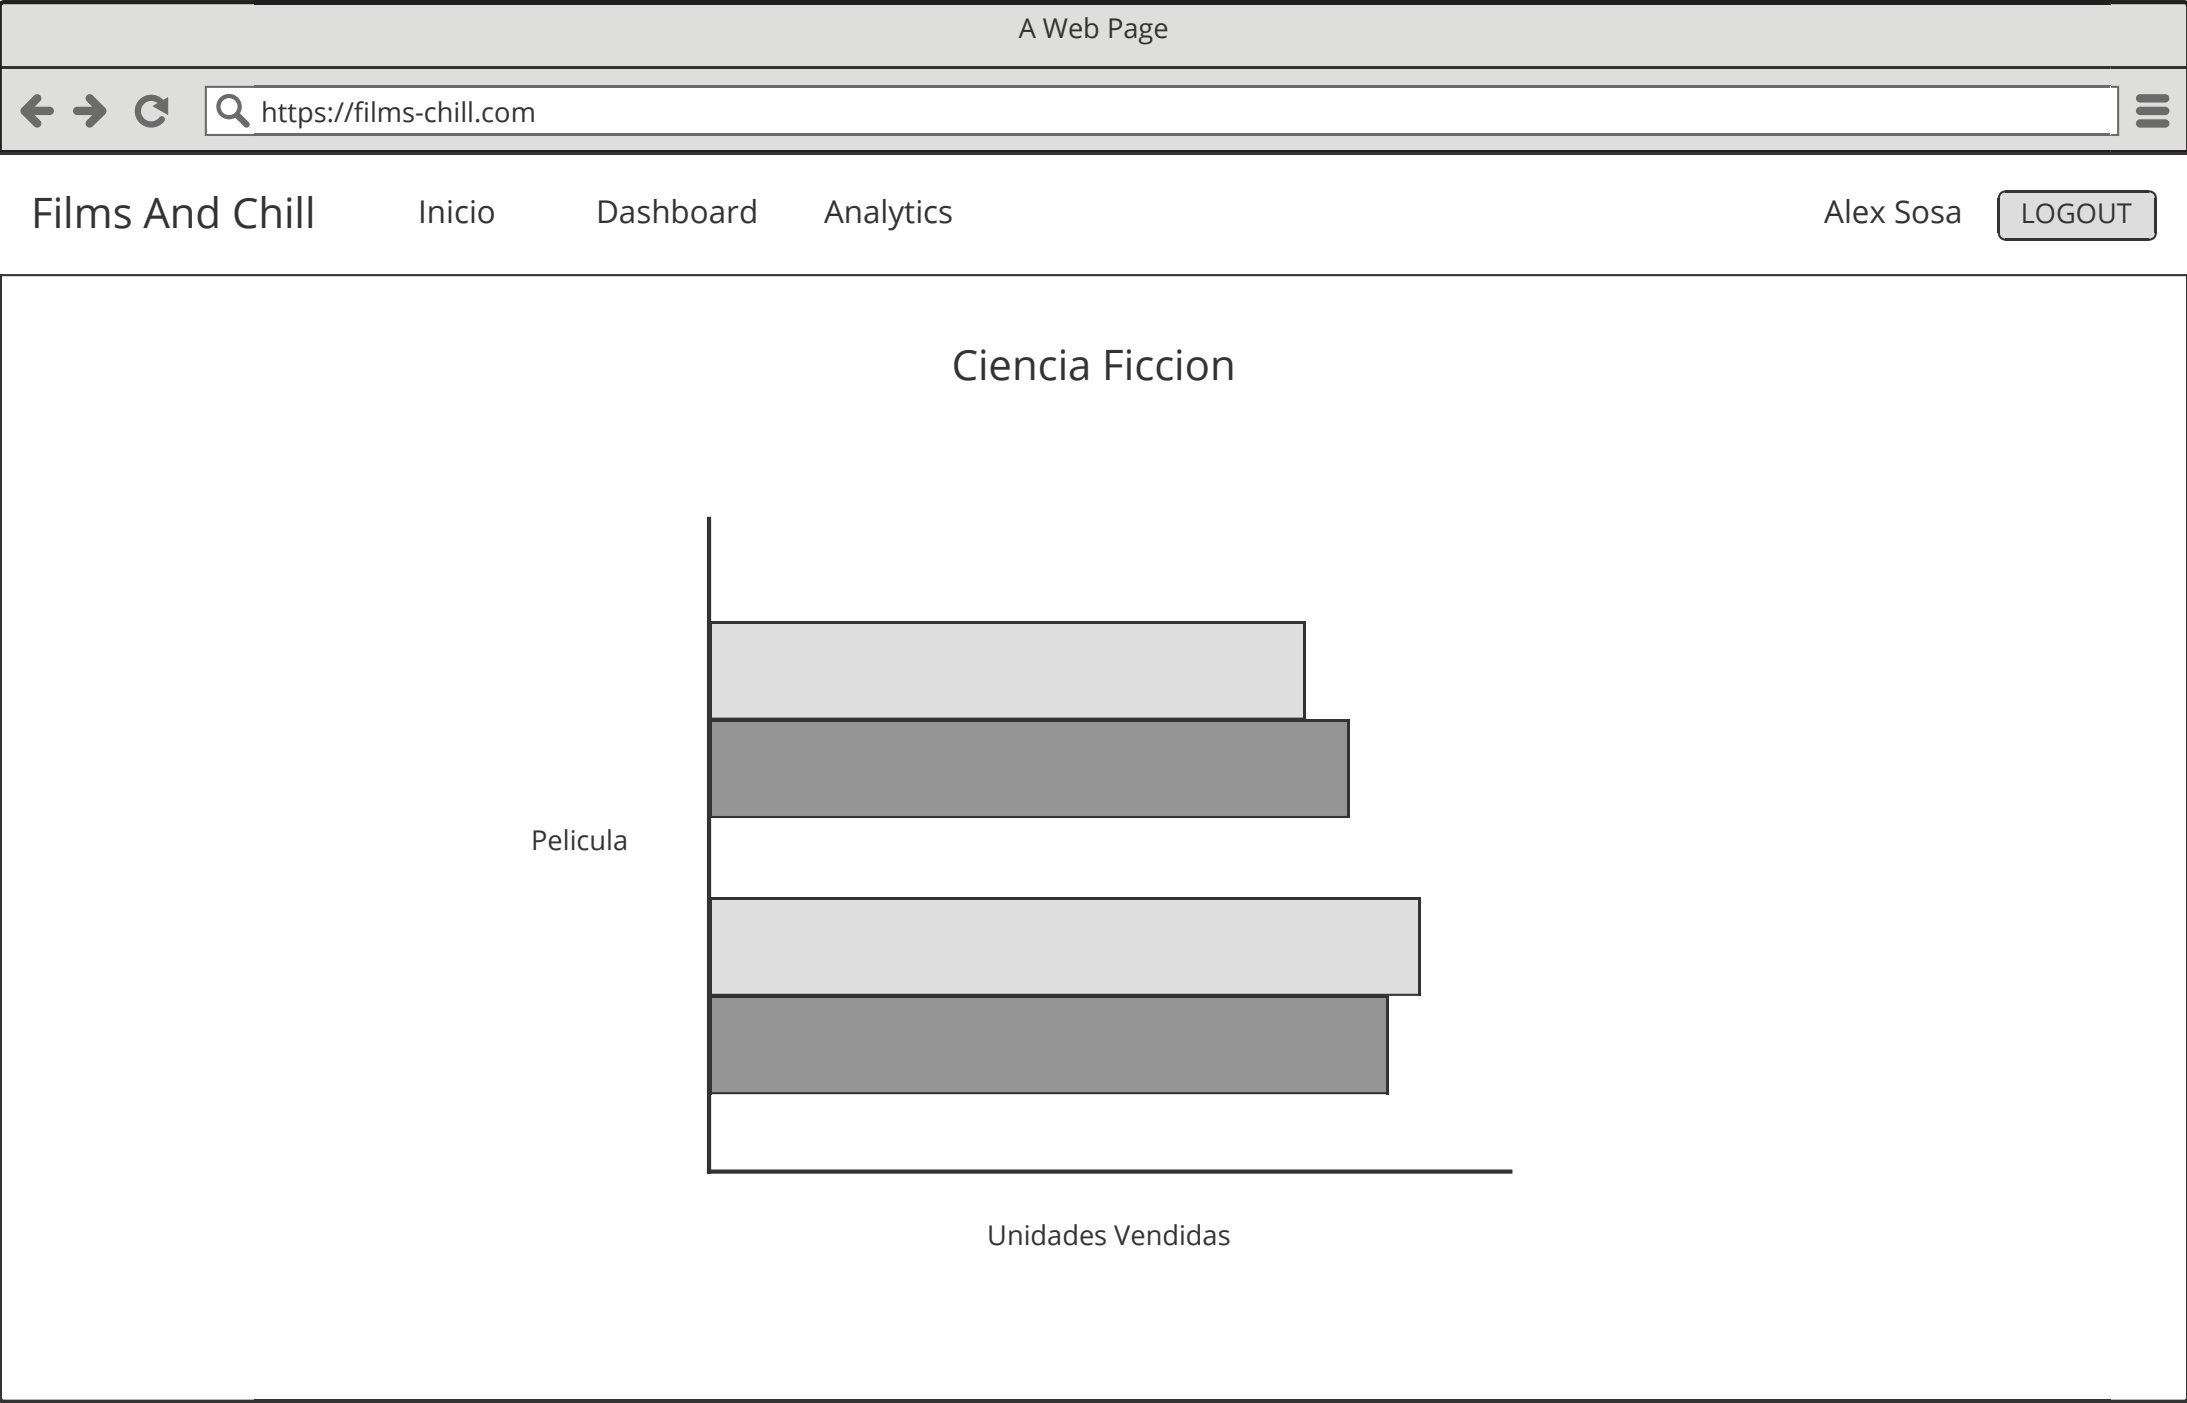 A Web Page
https://films-chill.com
Films And Chill Inicio Dashboard Analytics Alex Sosa LOGOUT
Ciencia Ficcion
Pelicula
Unidades Vendidas